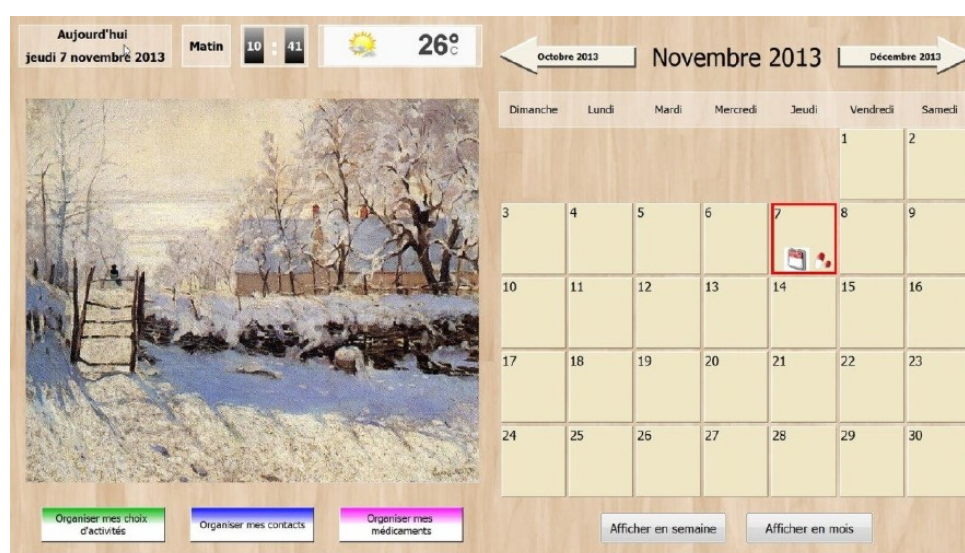 Aujourd'hui
jeudi 7 novembre 2013
Matin
10 : 41
26°C
Octobre 2013
Novembre 2013
Décembre 2013
Dimanche Lundi Mardi Mercredi Jeudi Vendredi Samedi
1 2
3 4 5 6 7 8 9
10 11 12 13 14 15 16
17 18 19 20 21 22 23
24 25 26 27 28 29 30
Organiser mes choix
d'activités
Organiser mes contacts
Organiser mes
médicaments
Afficher en semaine
Afficher en mois